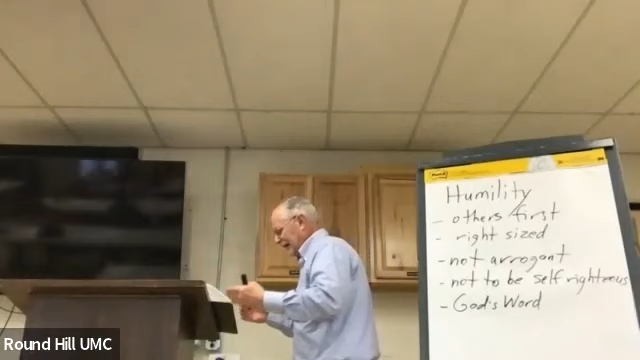 Humility
- others first
- right sized
- not arrogant
- not to be self righteous
- God's Word
Round Hill UMC